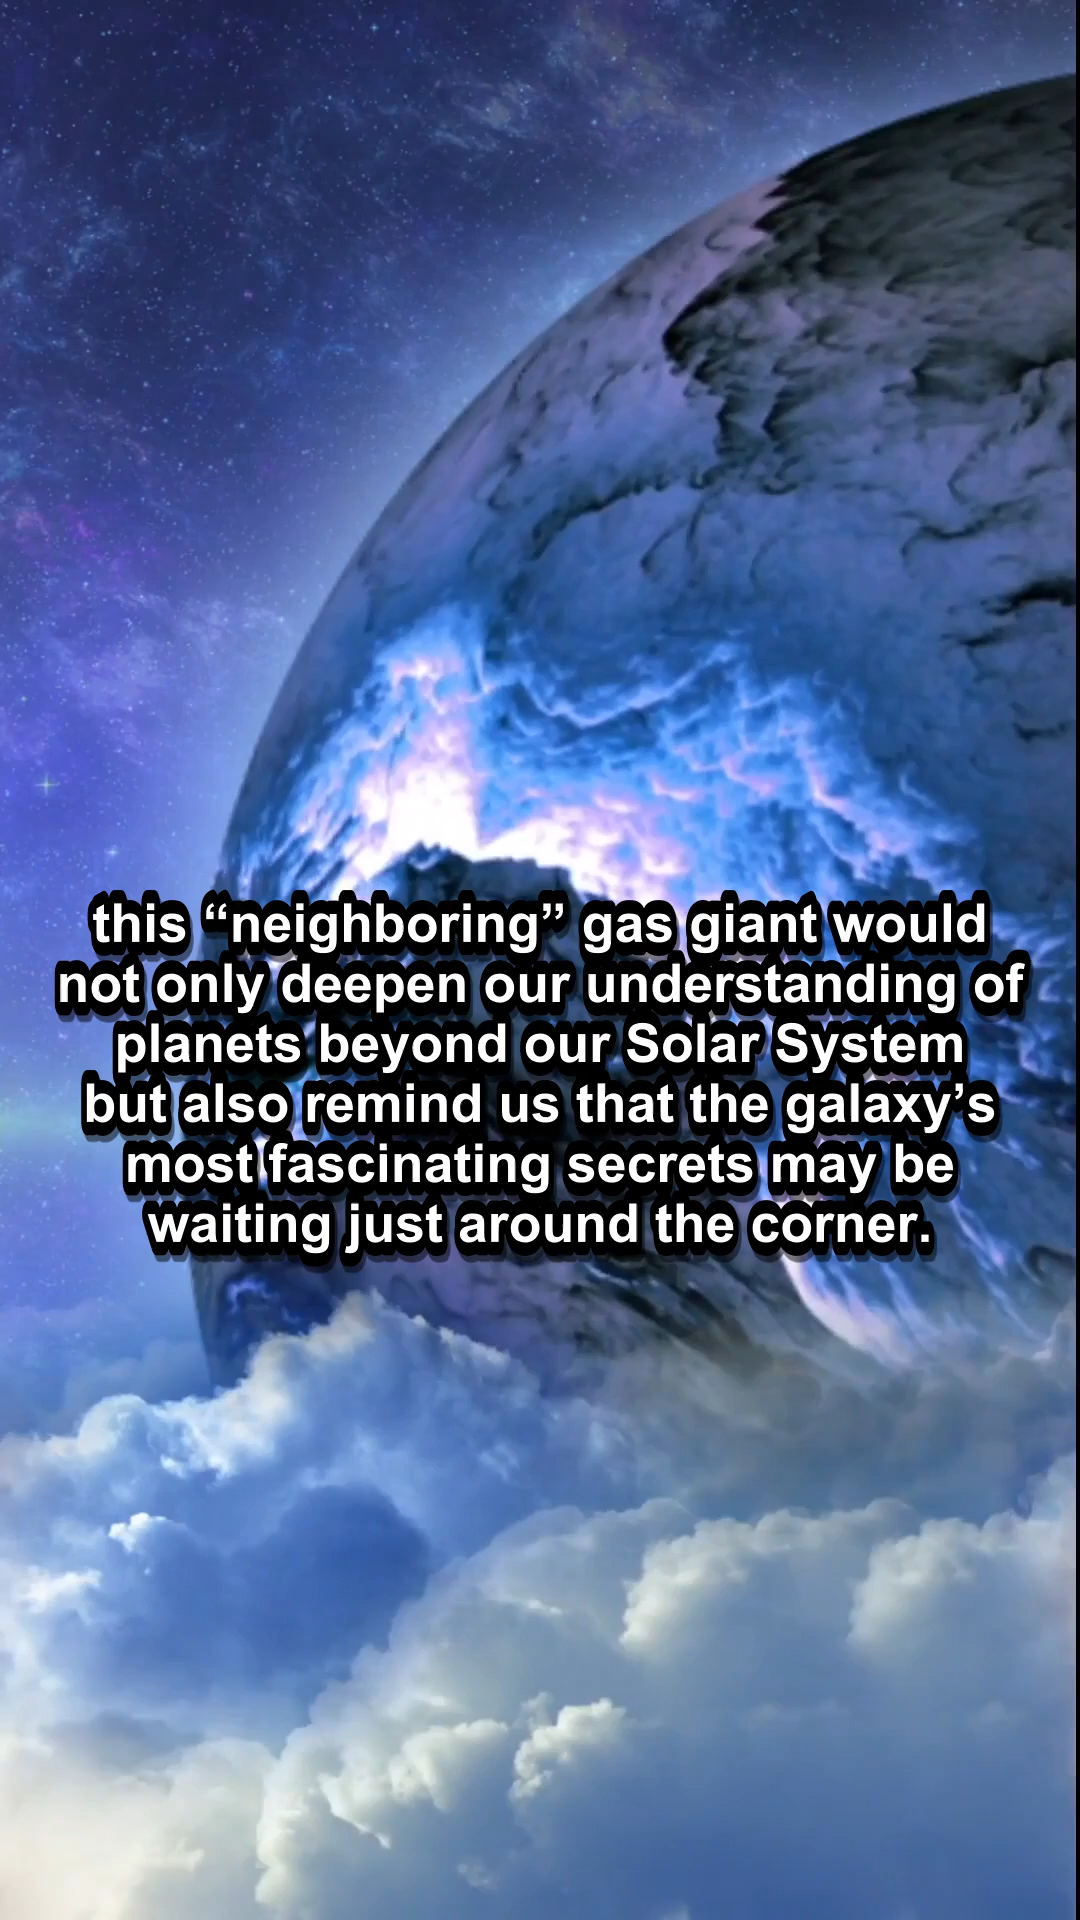 this “neighboring” gas giant would
not only deepen our understanding of
planets beyond our Solar System
but also remind us that the galaxy’s
most fascinating secrets may be
waiting just around the corner.